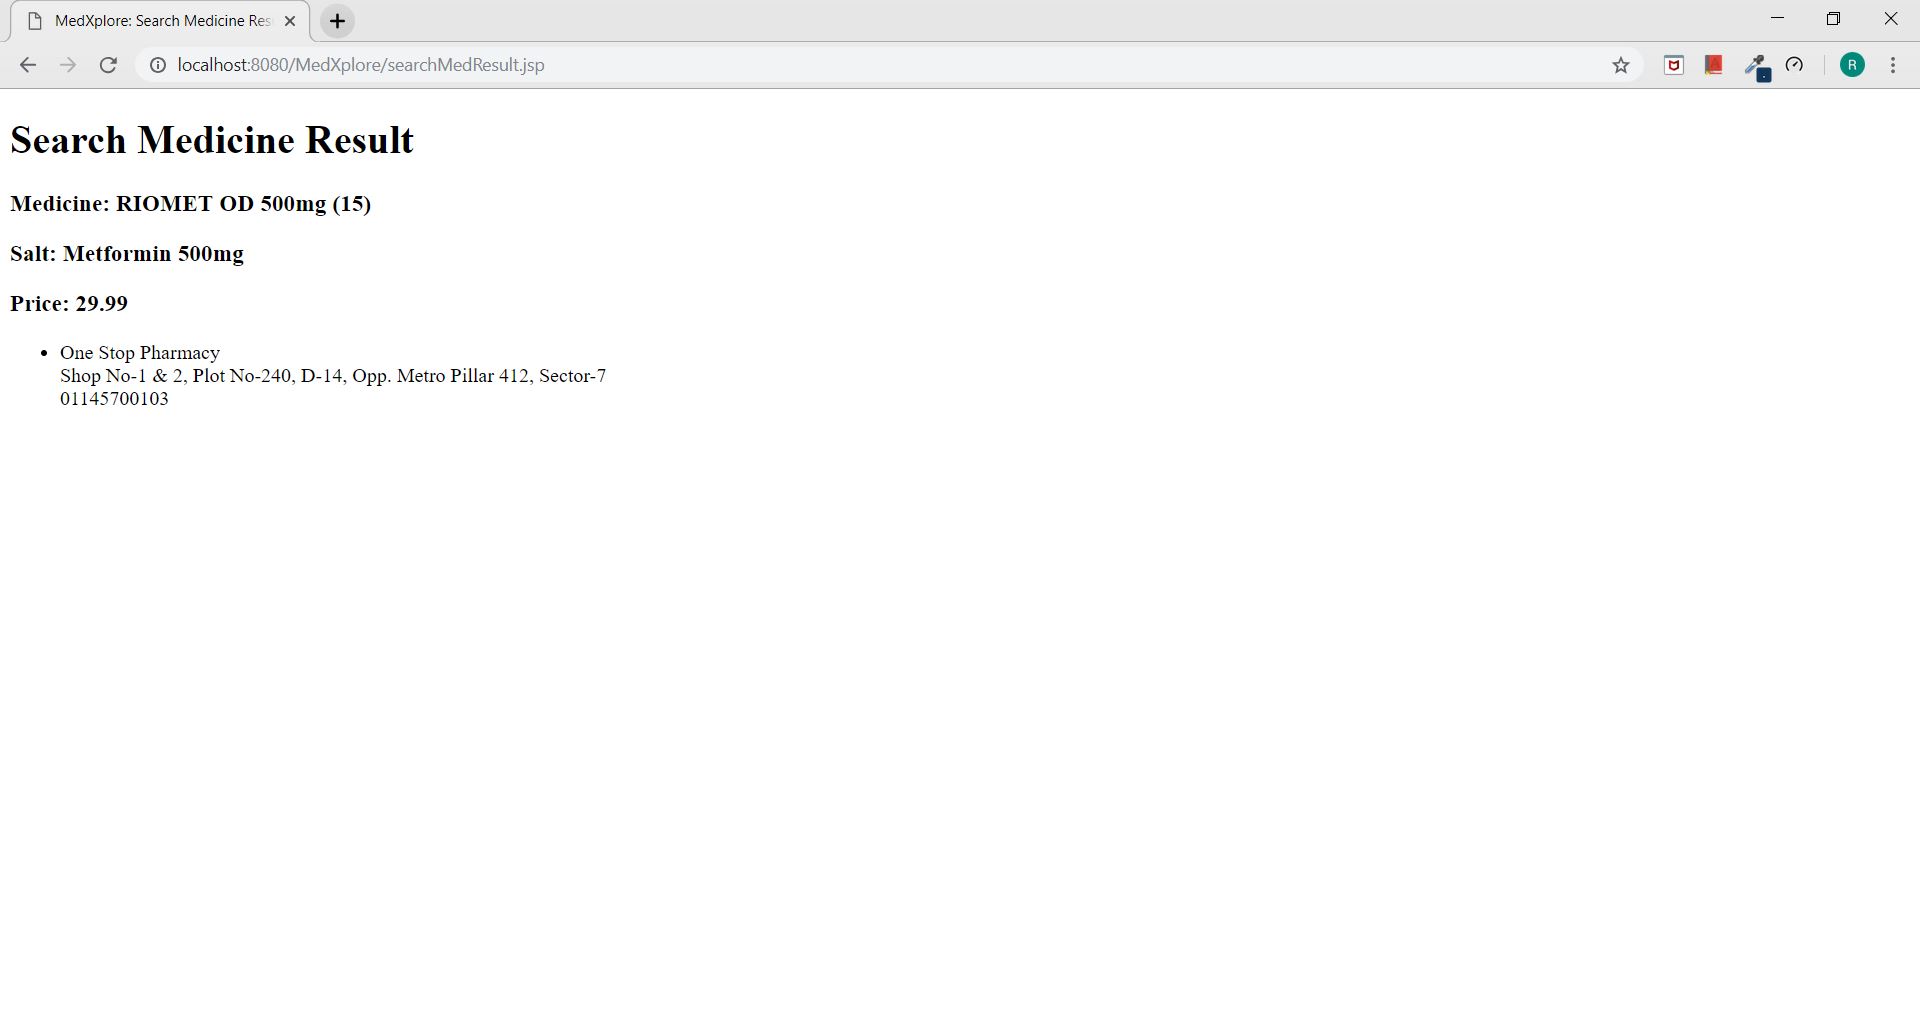 MedXplore: Search Medicine Res
localhost:8080/MedXplore/searchMedResult.jsp
R
Search Medicine Result
Medicine: RIOMET OD 500mg (15)
Salt: Metformin 500mg
Price: 29.99
One Stop Pharmacy
Shop No-1 & 2, Plot No-240, D-14, Opp. Metro Pillar 412, Sector-7
01145700103